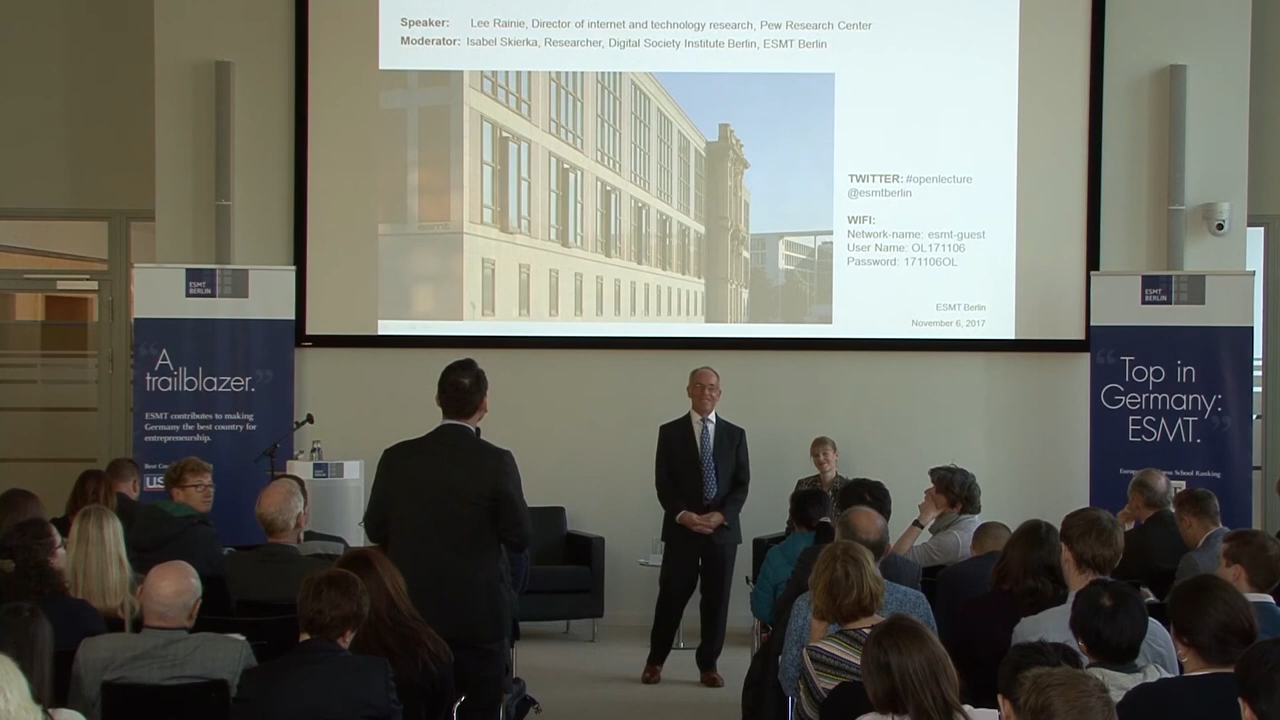 Speaker: Lee Rainie, Director of internet and technology research, Pew Research Center
Moderator: Isabel Skierka, Researcher, Digital Society Institute Berlin, ESMT Berlin
TWITTER: #openlecture
@esmtberlin
WIFI:
Network-name: esmt-guest
User Name: OL171106
Password: 171106OL
ESMT Berlin
November 6, 2017
esmt
ESMT
BERLIN
“A
trailblazer.”
ESMT contributes to making
Germany the best country for
entrepreneurship.
ESMT
BERLIN
“Top in
Germany:
ESMT.”
School Ranking